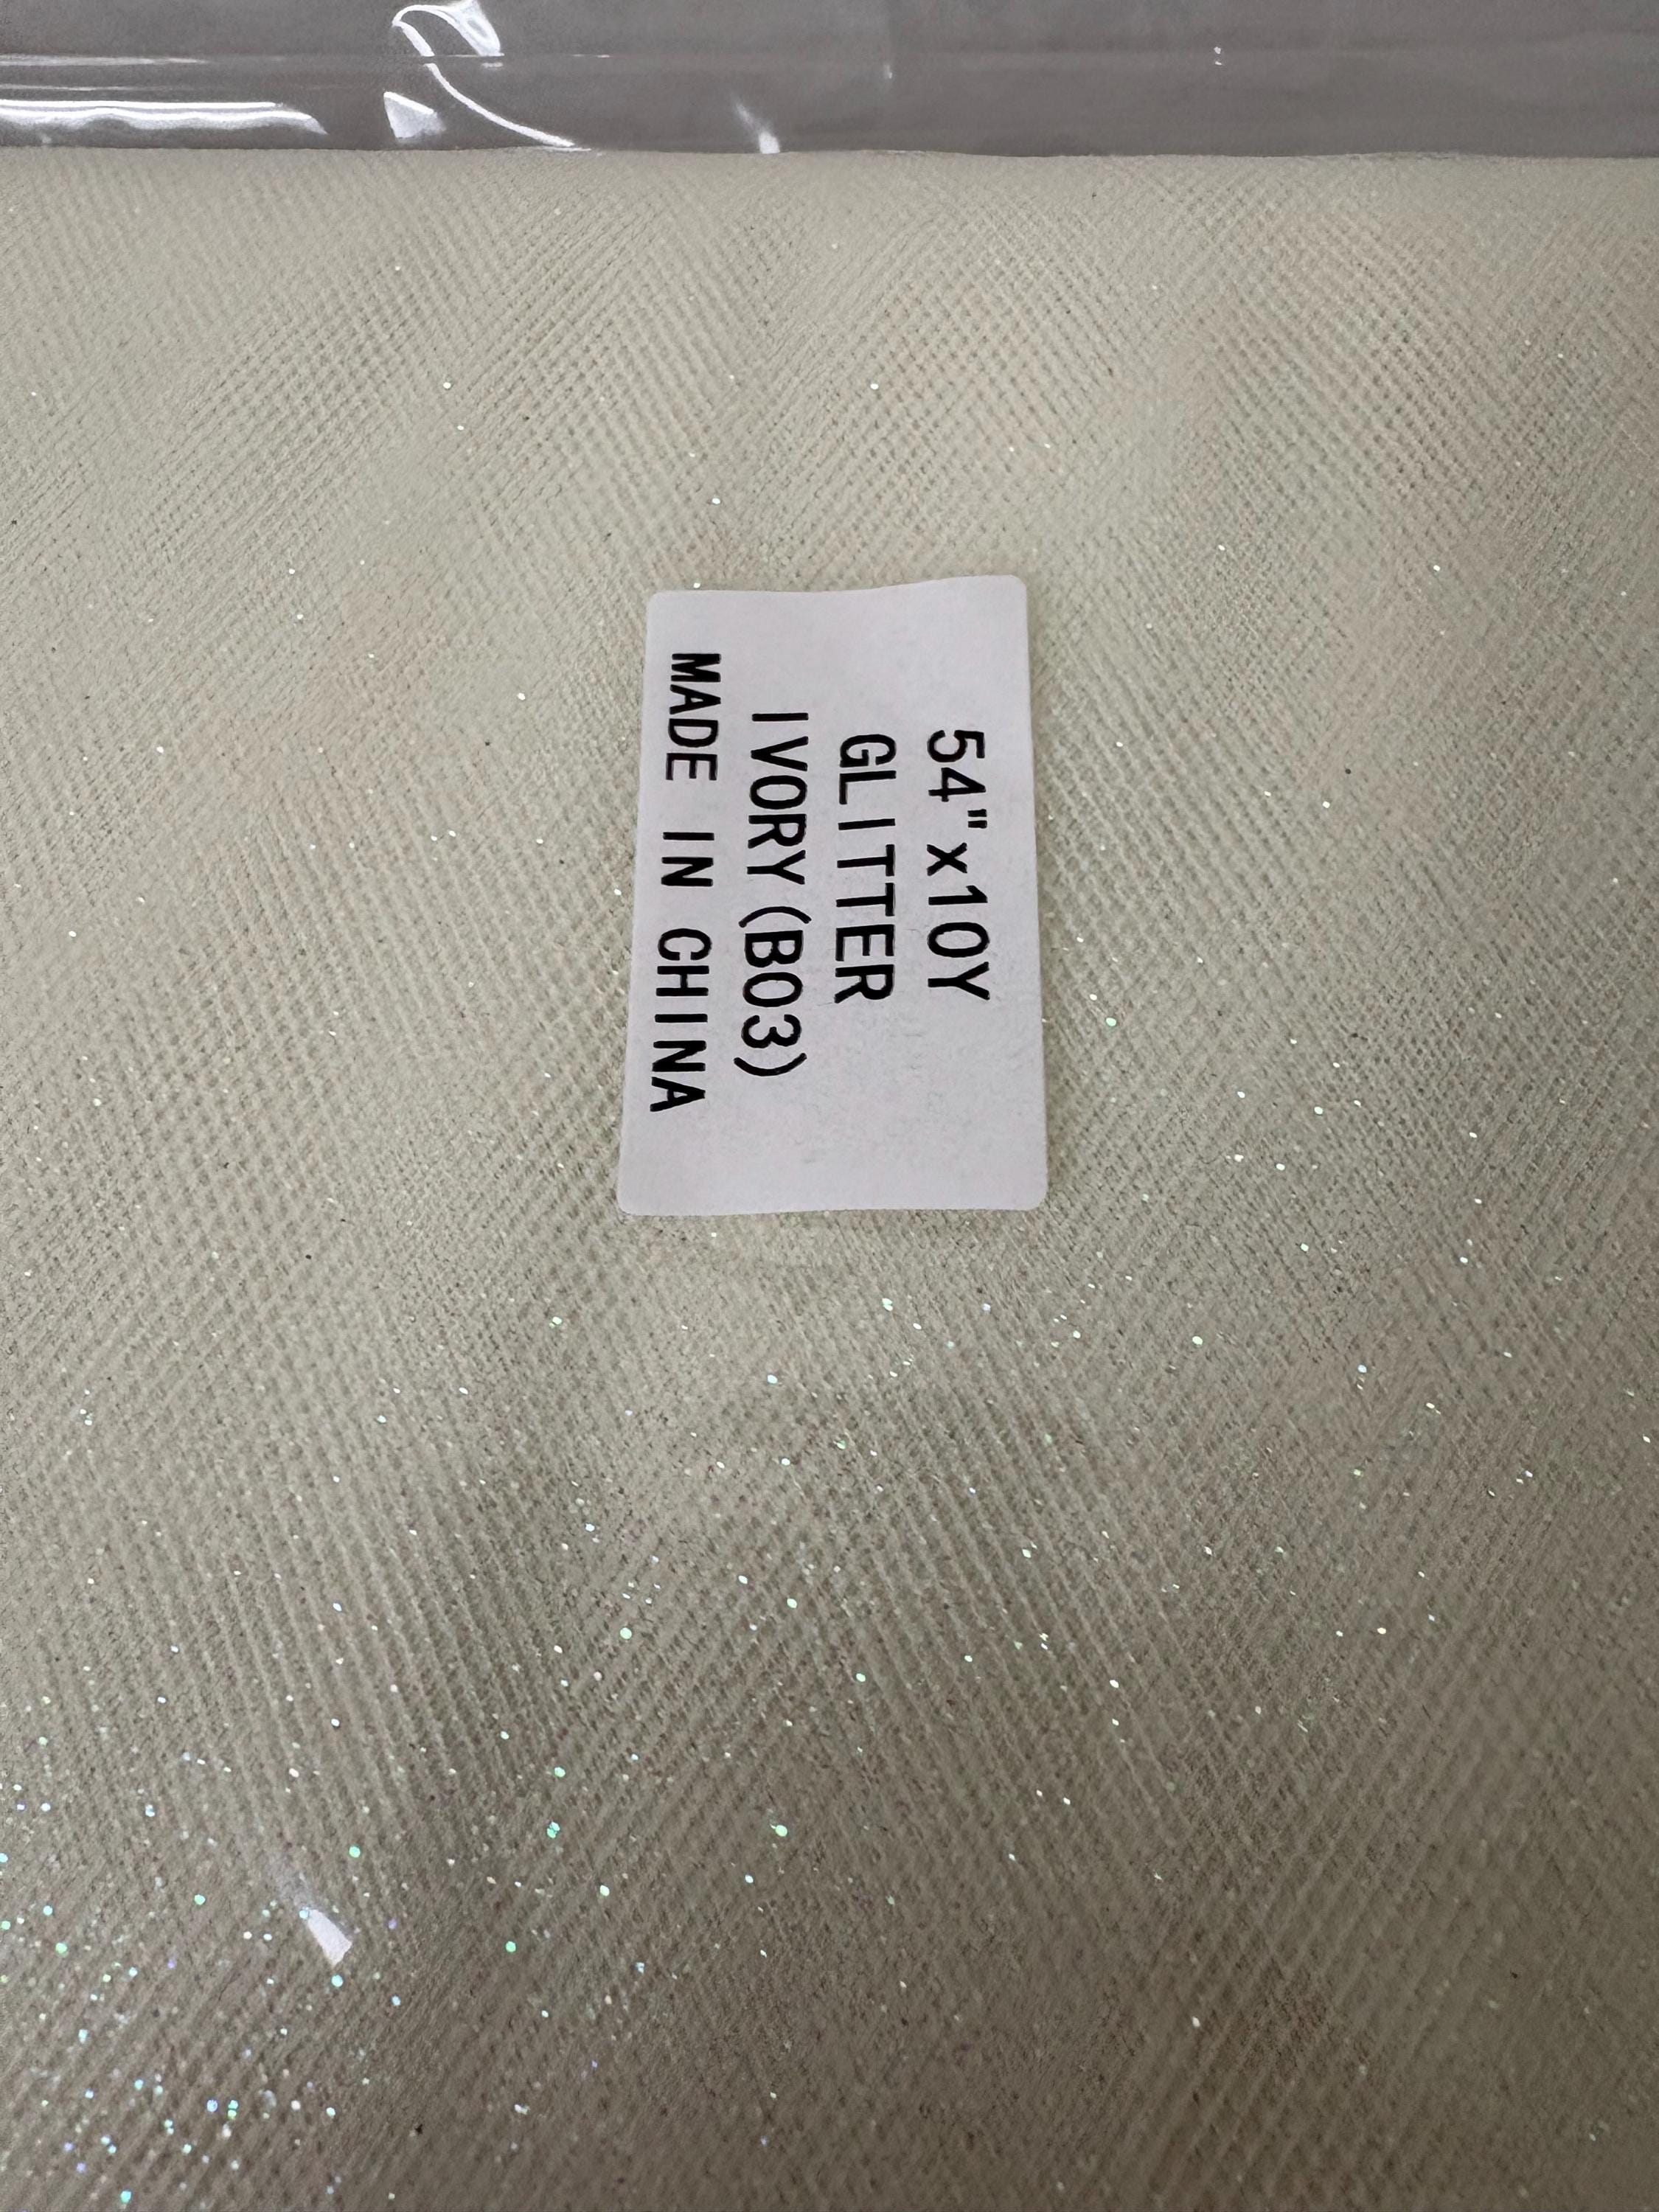 54"x10Y
GLITTER
IVORY(B03)
MADE IN CHINA